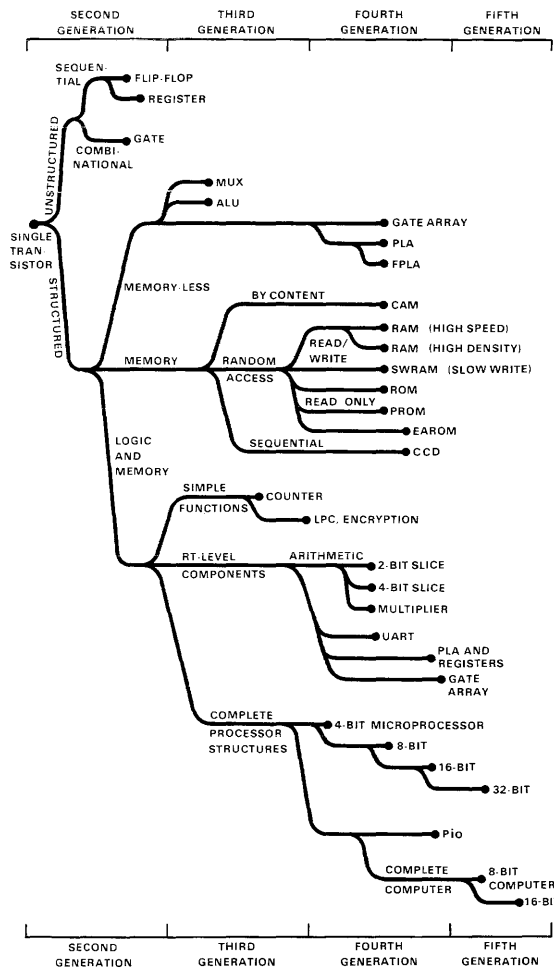 SECOND
GENERATION
THIRD
GENERATION
FOURTH
GENERATION
FIFTH
GENERATION
SEQUEN-
TIAL
FLIP-FLOP
REGISTER
UNSTRUCTURED
GATE
COMBI-
NATIONAL
MUX
ALU
SINGLE
TRAN-
SISTOR
GATE ARRAY
PLA
FPLA
STRUCTURED
MEMORY-LESS
BY CONTENT
CAM
MEMORY
RANDOM
ACCESS
READ/
WRITE
RAM (HIGH SPEED)
RAM (HIGH DENSITY)
SWRAM (SLOW WRITE)
ROM
READ ONLY
PROM
EAROM
SEQUENTIAL
CCD
LOGIC
AND
MEMORY
SIMPLE
FUNCTIONS
COUNTER
LPC, ENCRYPTION
RT-LEVEL
COMPONENTS
ARITHMETIC
2-BIT SLICE
4-BIT SLICE
MULTIPLIER
UART
PLA AND
REGISTERS
GATE
ARRAY
COMPLETE
PROCESSOR
STRUCTURES
4-BIT MICROPROCESSOR
8-BIT
16-BIT
32-BIT
Pio
COMPLETE
COMPUTER
8-BIT
COMPUTER
16-BI
SECOND
GENERATION
THIRD
GENERATION
FOURTH
GENERATION
FIFTH
GENERATION